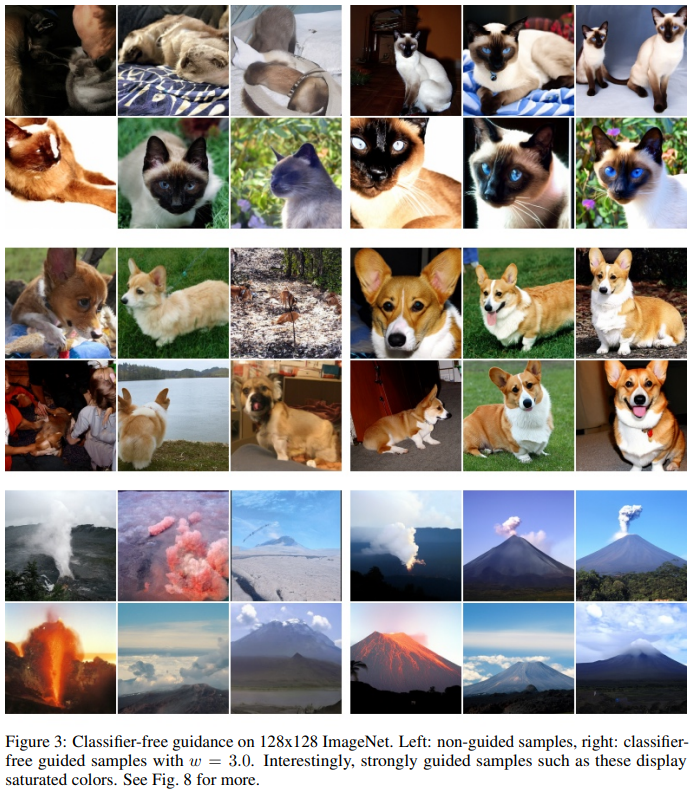 Figure 3: Classifier-free guidance on 128x128 ImageNet. Left: non-guided samples, right: classifier-
free guided samples with w = 3.0. Interestingly, strongly guided samples such as these display
saturated colors. See Fig. 8 for more.